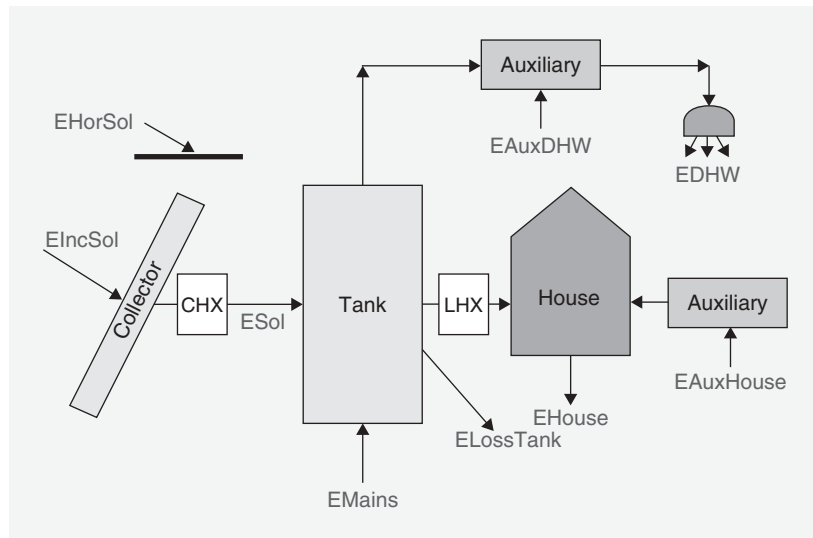 Auxiliary
EHorSol
EAuxDHW
EDHW
EIncSol
Collector
CHX
ESol
Tank
LHX
House
Auxiliary
EAuxHouse
EHouse
ELossTank
EMains